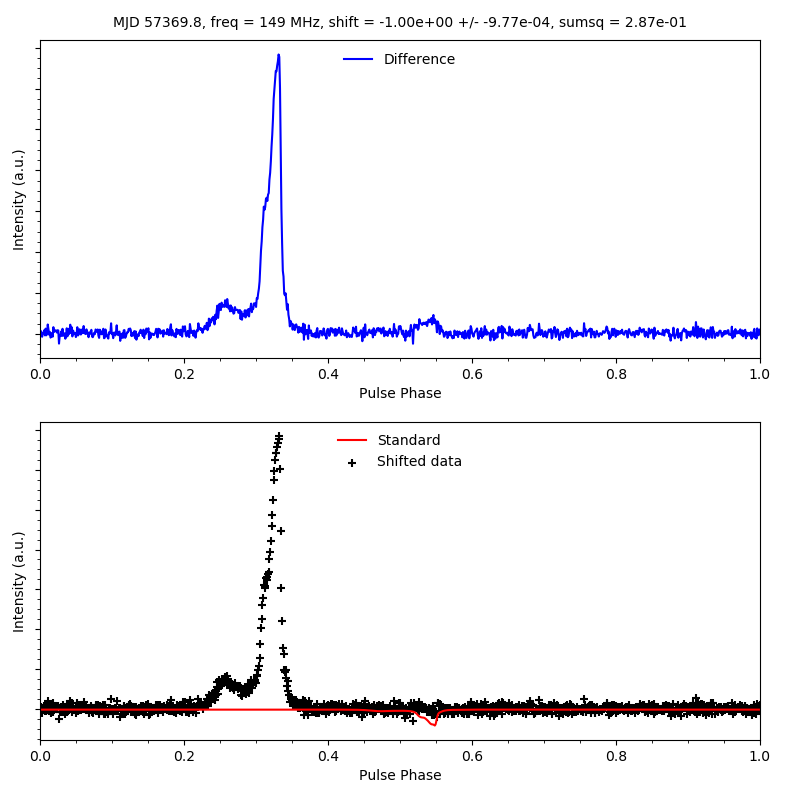 MJD 57369.8, freq = 149 MHz, shift = -1.00e+00 +/- -9.77e-04, sumsq = 2.87e-01
Difference
Intensity (a.u.)
0.0 0.2 0.4 0.6 0.8 1.0
Pulse Phase
Standard
Shifted data
Intensity (a.u.)
0.0 0.2 0.4 0.6 0.8 1.0
Pulse Phase